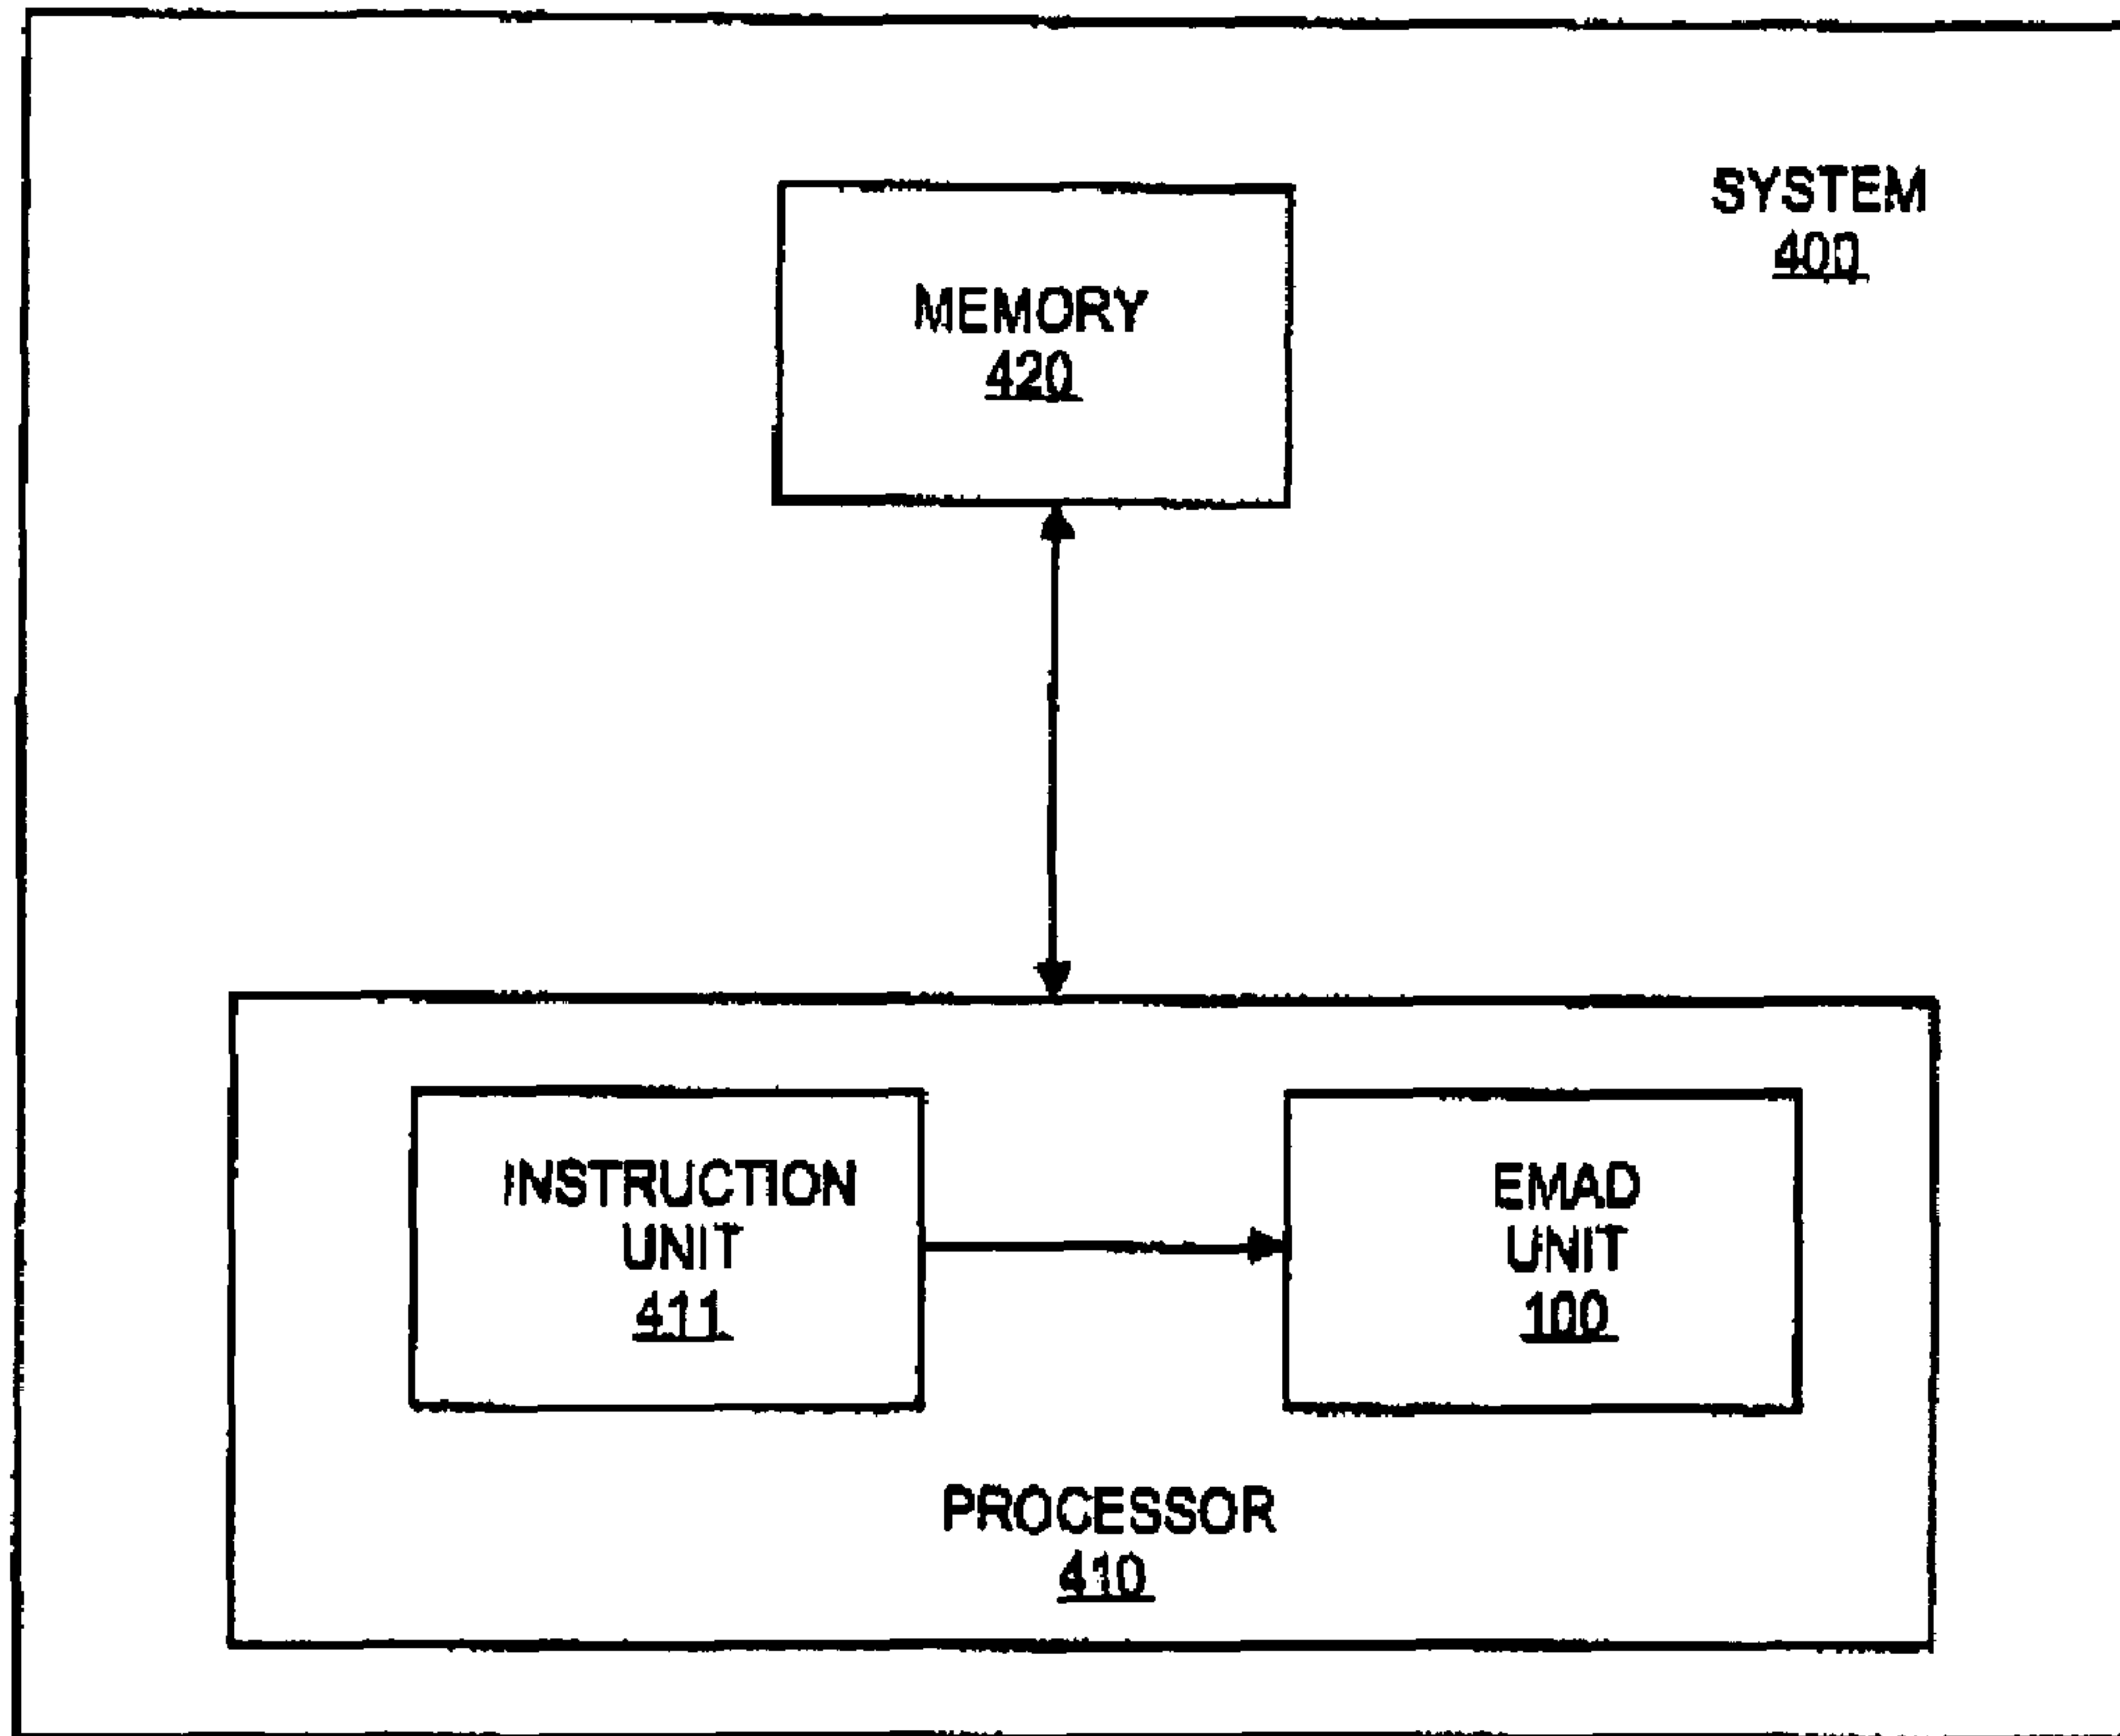 SYSTEM
400
MEMORY
420
INSTRUCTION
UNIT
411
EMAD
UNIT
100
PROCESSOR
410